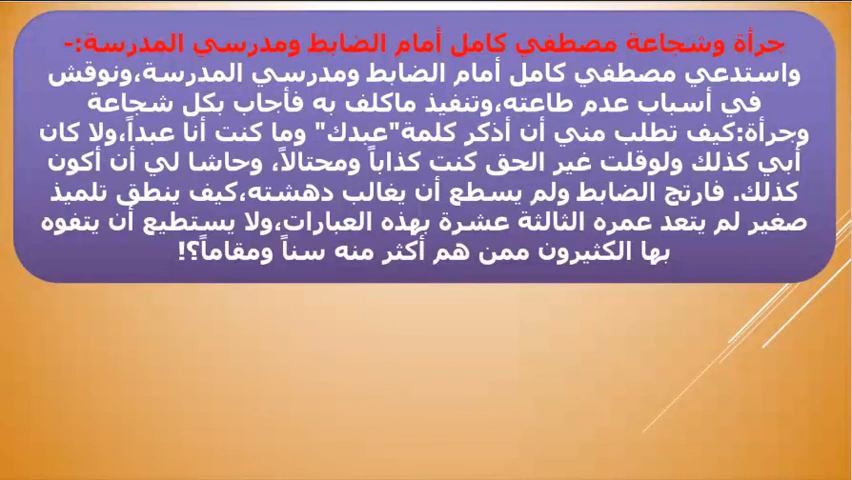 جرأة وشجاعة مصطفي كامل أمام الضابط ومدرسي المدرسة:-
واستدعي مصطفي كامل أمام الضابط ومدرسي المدرسة،ونوقش
في أسباب عدم طاعته،وتنفيذ ماكلف به فأجاب بكل شجاعة
وجرأة:كيف تطلب مني أن أذكر كلمة"عبدك" وما كنت أنا عبداً،ولا كان
أبي كذلك ولوقلت غير الحق كنت كذاباً ومحتالاً، وحاشا لي أن أكون
كذلك. فارتج الضابط ولم يسطع أن يغالب دهشته،كيف ينطق تلميذ
صغير لم يتعد عمره الثالثة عشرة بهذه العبارات،ولا يستطيع أن يتفوه
بها الكثيرون ممن هم أكثر منه سناً ومقاماً؟!